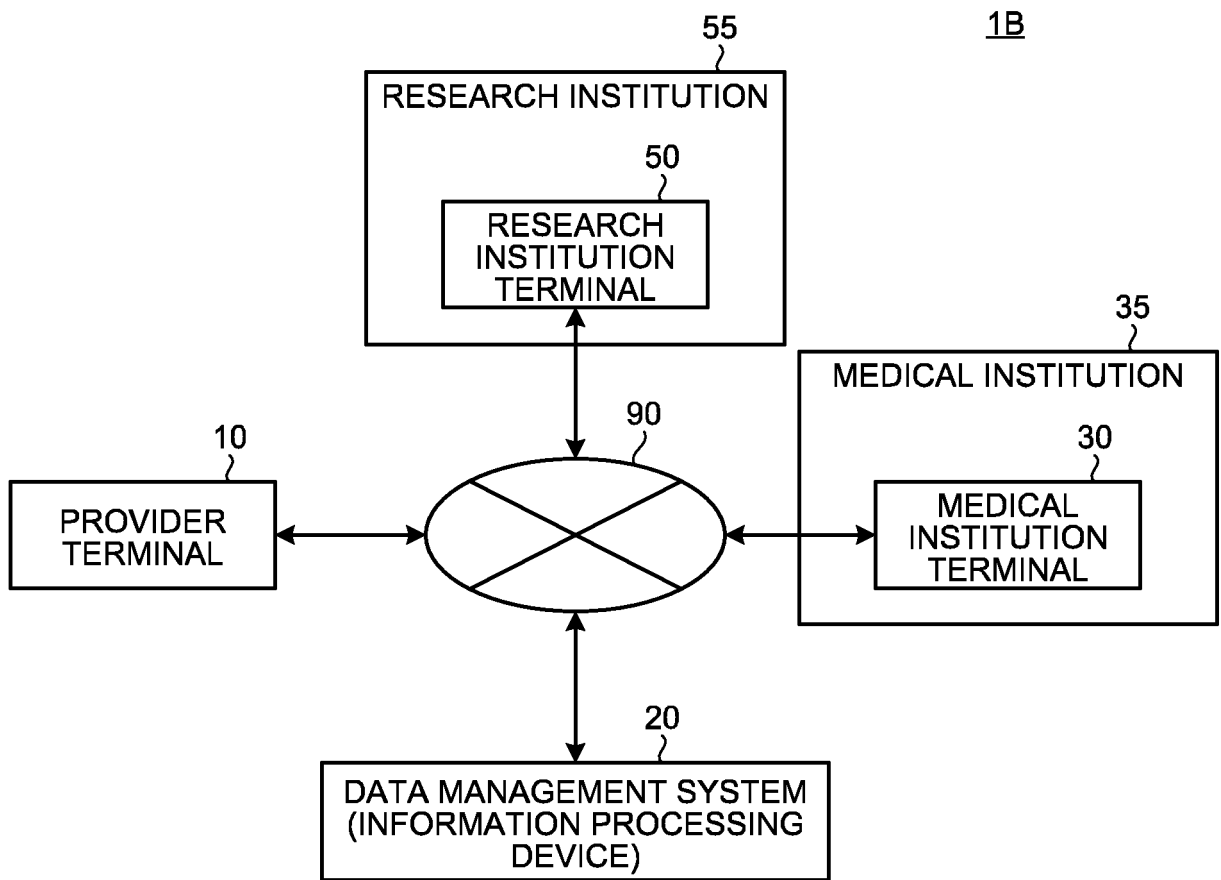 1B
55
RESEARCH INSTITUTION
50
RESEARCH
INSTITUTION
TERMINAL
35
MEDICAL INSTITUTION
30
MEDICAL
INSTITUTION
TERMINAL
90
10
PROVIDER
TERMINAL
20
DATA MANAGEMENT SYSTEM
(INFORMATION PROCESSING
DEVICE)